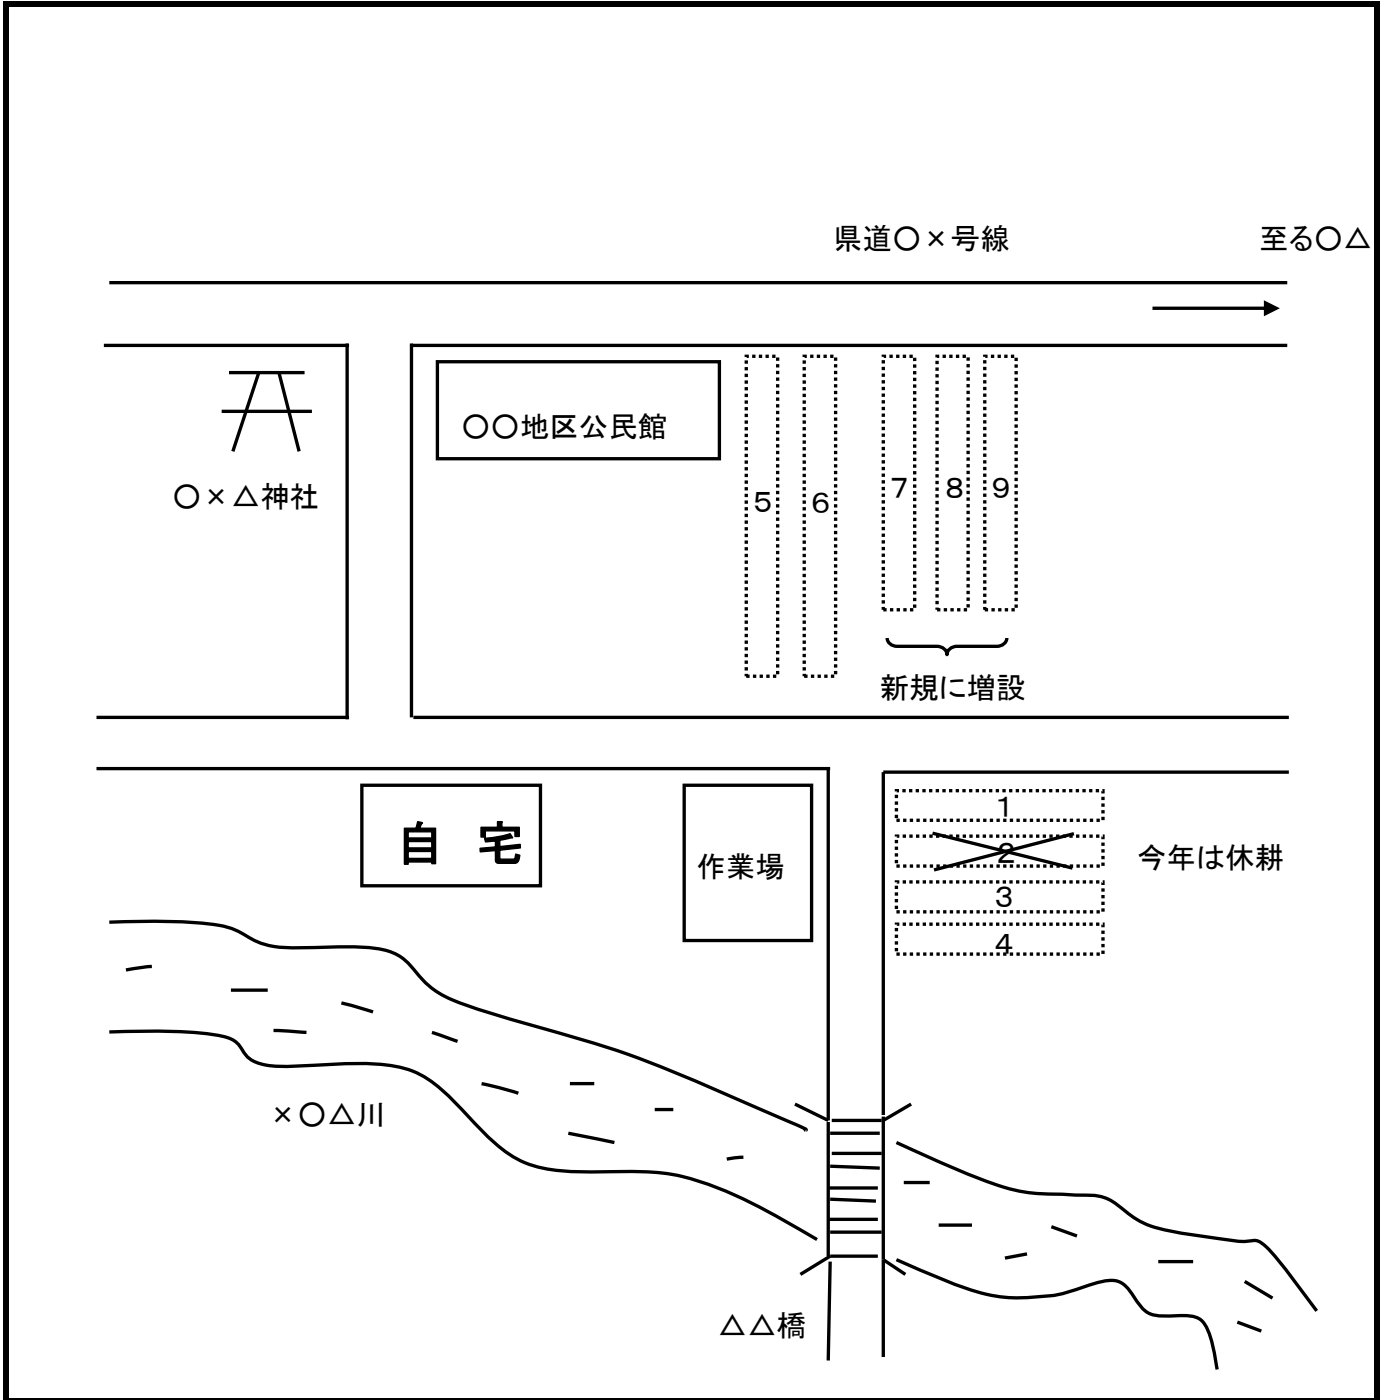 県道〇×号線
至る〇△
〇〇地区公民館
〇×△神社
5
6
7
8
9
新規に増設
自　宅
作業場
1
2
今年は休耕
3
4
×〇△川
△△橋